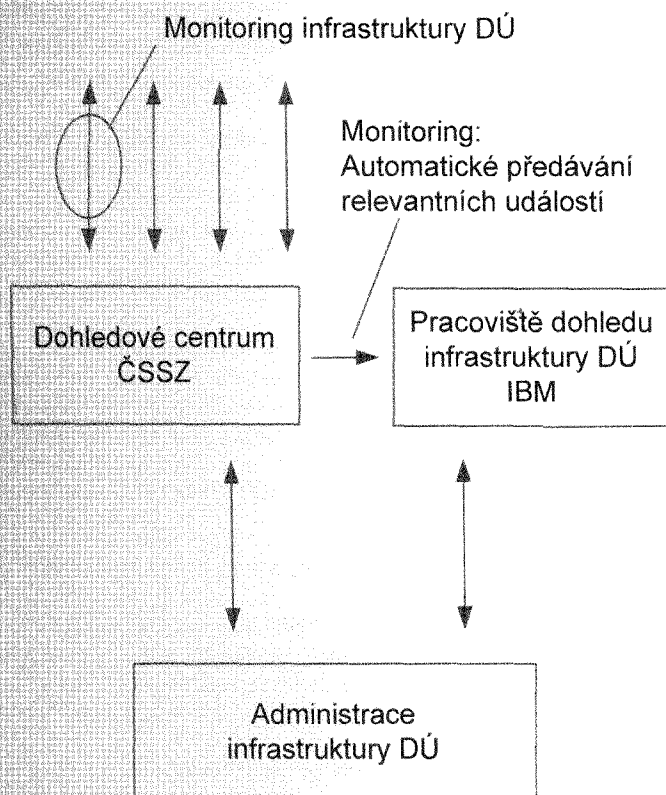 Monitoring infrastruktury DÚ
Monitoring:
Automatické předávání
relevantních událostí
Dohledové centrum
ČSSZ
Pracoviště dohledu
infrastruktury DÚ
IBM
Administrace
infrastruktury DÚ